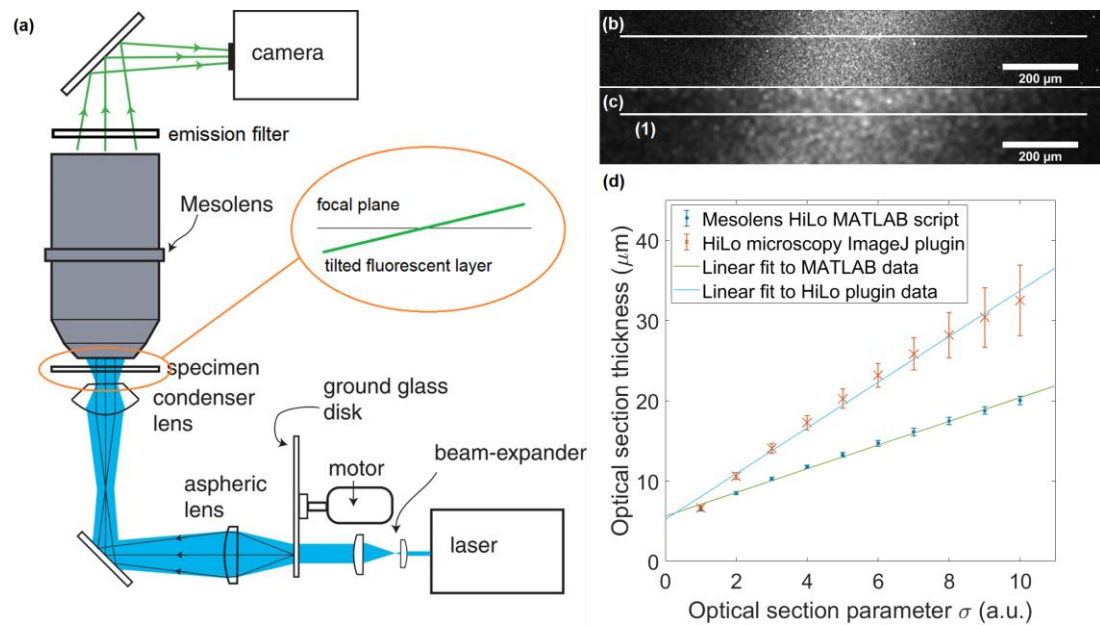 (a)
camera
emission filter
Mesolens
focal plane
tilted fluorescent layer
specimen
condenser
lens
ground glass
disk
beam-expander
motor
aspheric
lens
laser
(b)
200 μm
(c)
(1)
200 μm
(d)
Mesolens HiLo MATLAB script
HiLo microscopy ImageJ plugin
Linear fit to MATLAB data
Linear fit to HiLo plugin data
Optical section thickness (μm)
40
30
20
10
0
0
2
4
6
8
10
Optical section parameter σ (a.u.)